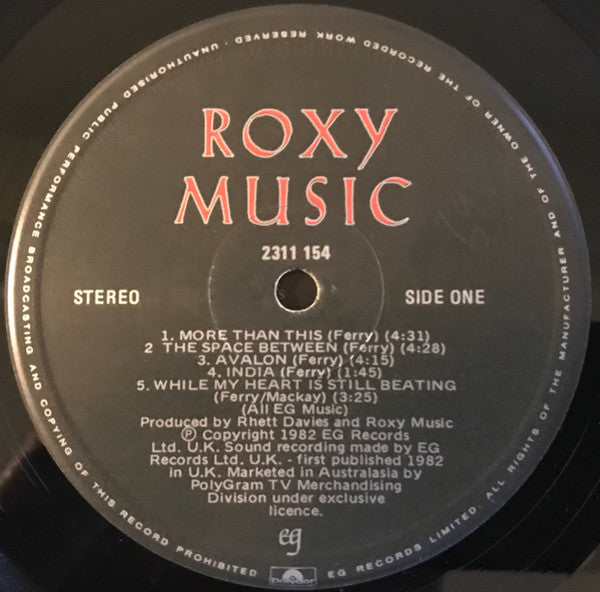 ROXY
MUSIC
2311 154
STEREO
SIDE ONE
1. MORE THAN THIS (Ferry) (4:31)
2 THE SPACE BETWEEN (Ferry) (4:28)
3. AVALON (Ferry) (4:15)
4. INDIA (Ferry) (1:45)
5. WHILE MY HEART IS STILL BEATING
(Ferry/Mackay) (3:25)
(All EG Music)
Produced by Rhett Davies and Roxy Music
Ⓟ Copyright 1982 EG Records
Ltd. U.K. Sound recording made by EG
Records Ltd. U.K. - first published 1982
in U.K. Marketed in Australasia by
PolyGram TV Merchandising
Division under exclusive
licence.
eg
Polydor
ALL RIGHTS OF THE MANUFACTURER AND OF THE OWNER OF THE RECORDED WORK RESERVED · UNAUTHORISED PUBLIC PERFORMANCE BROADCASTING AND COPYING OF THIS RECORD PROHIBITED
EG RECORDS LIMITED.